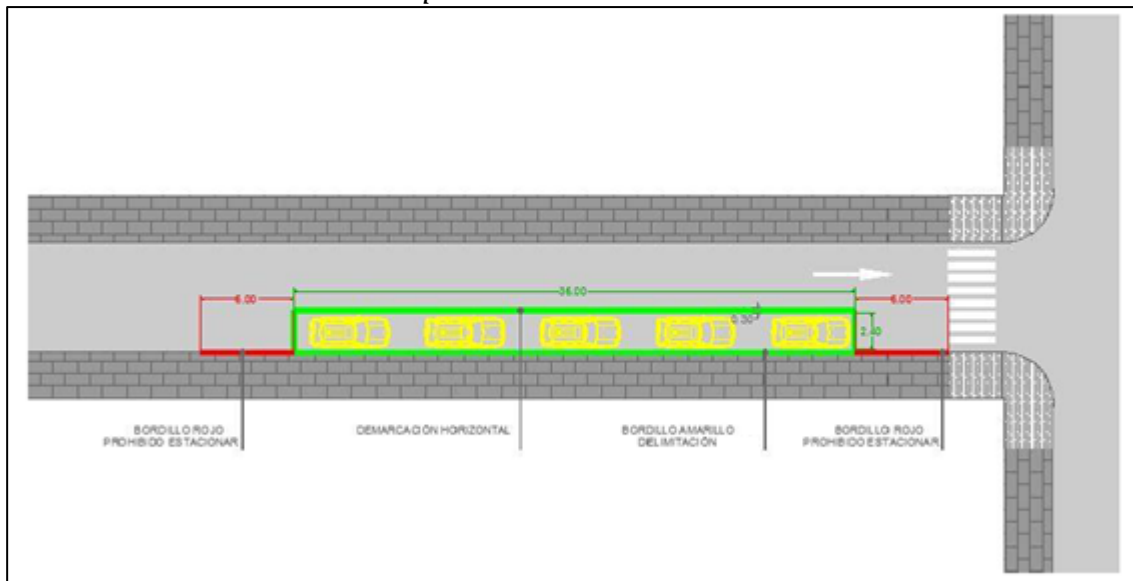 36.00
6.00
6.00
0.30
2.40
BORDILLO ROJO
PROHIBIDO ESTACIONAR
DEMARCACIÓN HORIZONTAL
BORDILLO AMARILLO
DELIMITACIÓN
BORDILLO ROJO
PROHIBIDO ESTACIONAR